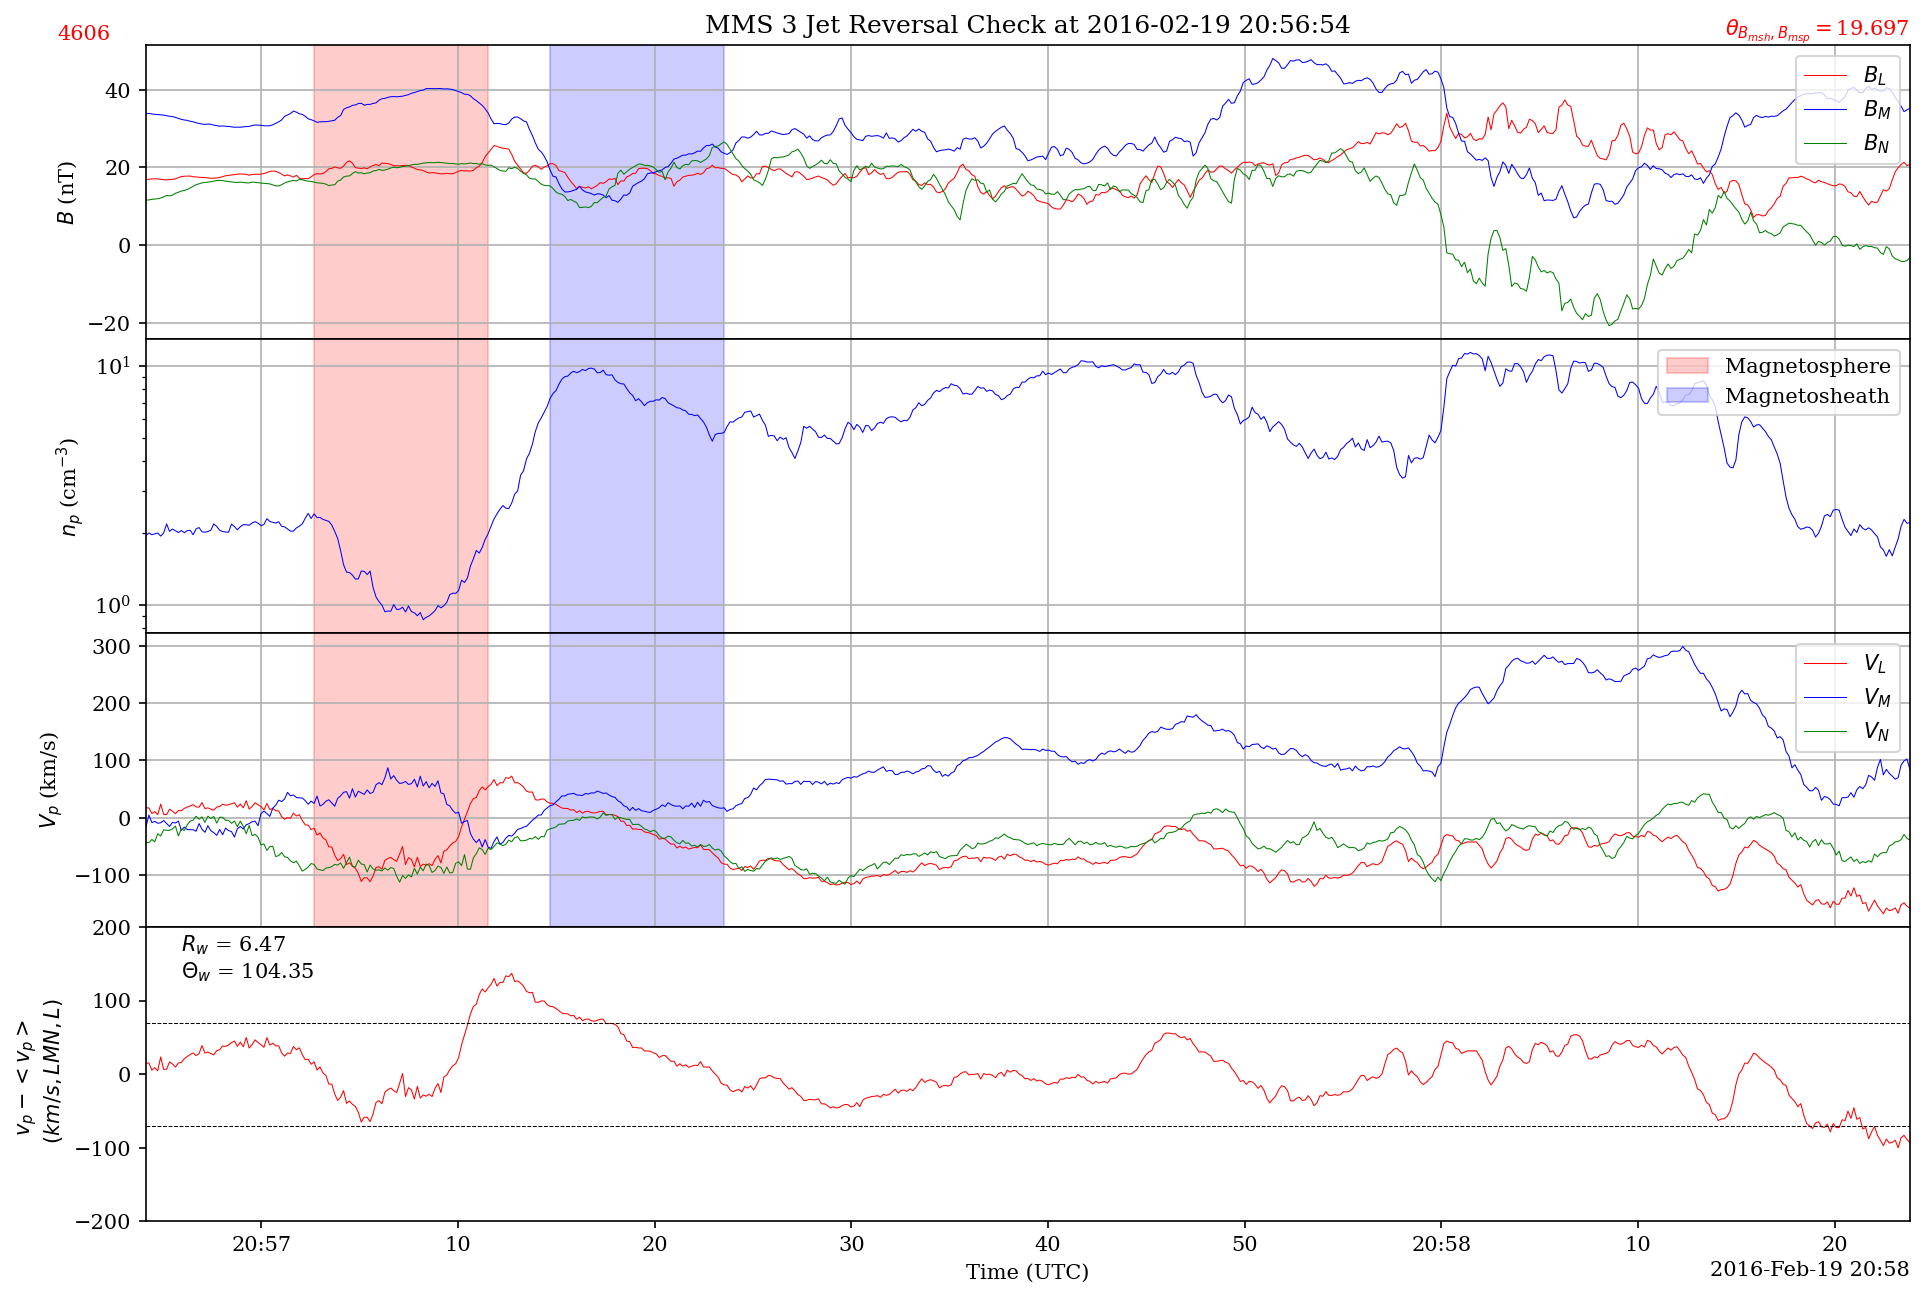 MMS 3 Jet Reversal Check at 2016-02-19 20:56:54
4606
θ_{B_{msh}, B_{msp}} = 19.697
B (nT)
40
20
0
−20
B_L
B_M
B_N
n_p (cm^{−3})
10^1
10^0
Magnetosphere
Magnetosheath
V_p (km/s)
300
200
100
0
−100
V_L
V_M
V_N
v_p − < v_p >
(km/s, LMN, L)
200
100
0
−100
−200
R_w = 6.47
Θ_w = 104.35
20:57 10 20 30 40 50 20:58 10 20
Time (UTC)
2016-Feb-19 20:58